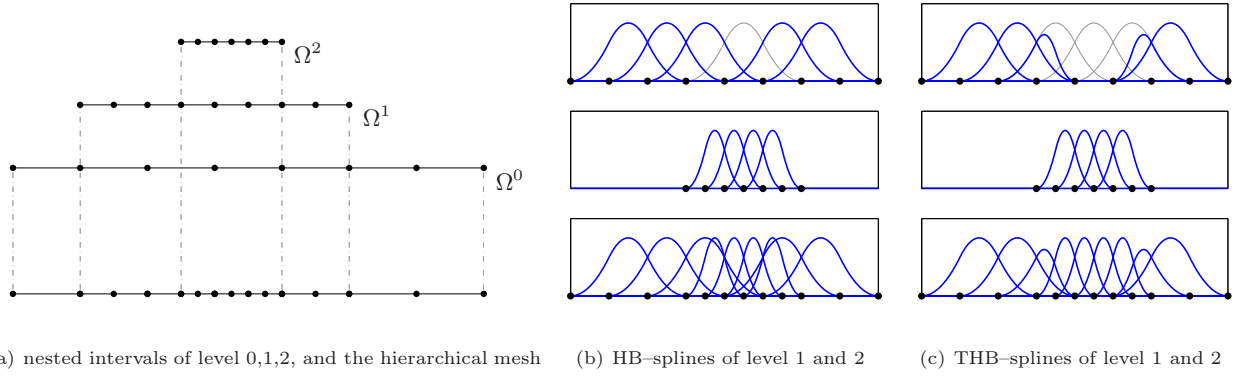 Ω²
Ω¹
Ω⁰
a) nested intervals of level 0,1,2, and the hierarchical mesh
(b) HB–splines of level 1 and 2
(c) THB–splines of level 1 and 2